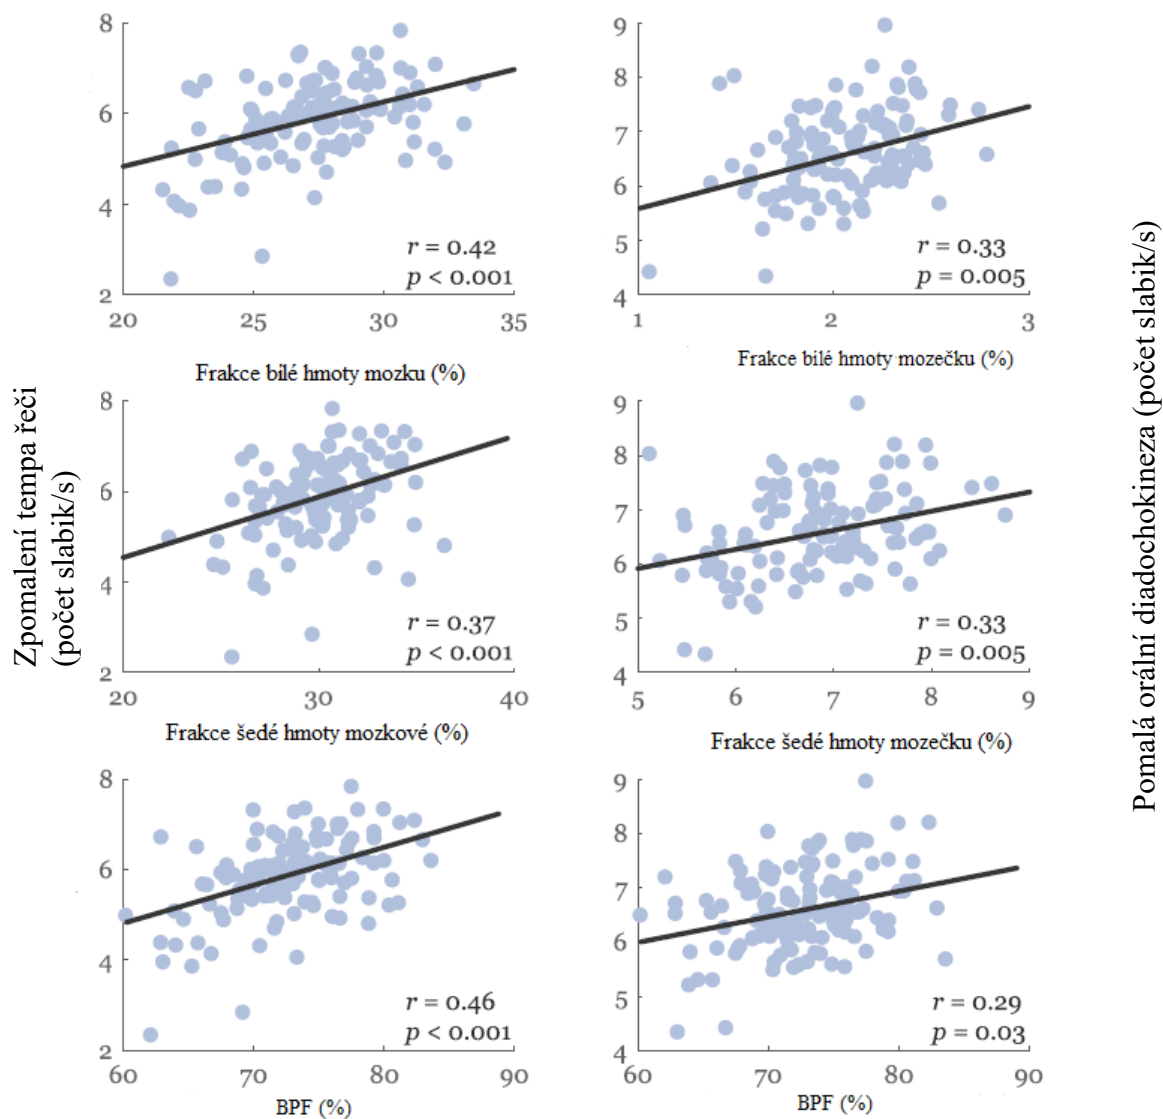 Zpomalení tempa řeči
(počet slabik/s)
8
6
4
2
20
25
30
35
r = 0.42
p < 0.001
Frakce bílé hmoty mozku (%)
9
8
7
6
5
4
1
2
3
r = 0.33
p = 0.005
Frakce bílé hmoty mozečku (%)
8
6
4
2
20
30
40
r = 0.37
p < 0.001
Frakce šedé hmoty mozkové (%)
9
8
7
6
5
4
5
6
7
8
9
r = 0.33
p = 0.005
Frakce šedé hmoty mozečku (%)
8
6
4
2
60
70
80
90
r = 0.46
p < 0.001
BPF (%)
9
8
7
6
5
4
60
70
80
90
r = 0.29
p = 0.03
BPF (%)
Pomalá orální diadochokineza (počet slabik/s)